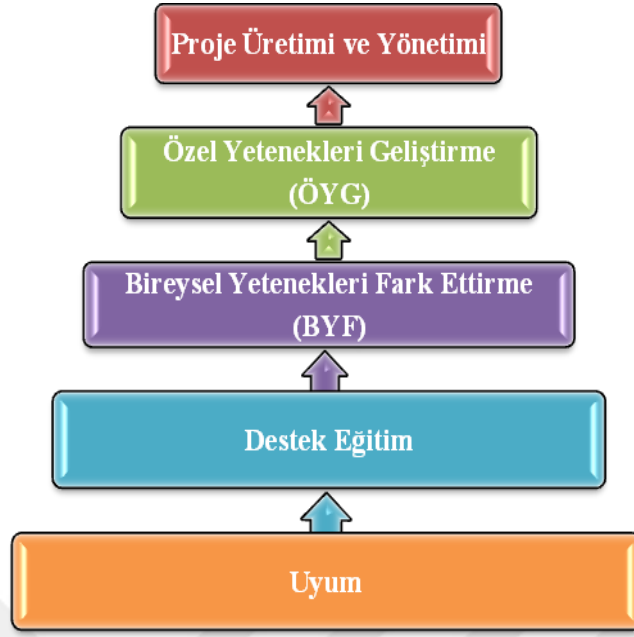 Proje Üretimi ve Yönetimi
Özel Yetenekleri Geliştirme
(ÖYG)
Bireysel Yetenekleri Fark Ettirme
(BYF)
Destek Eğitim
Uyum